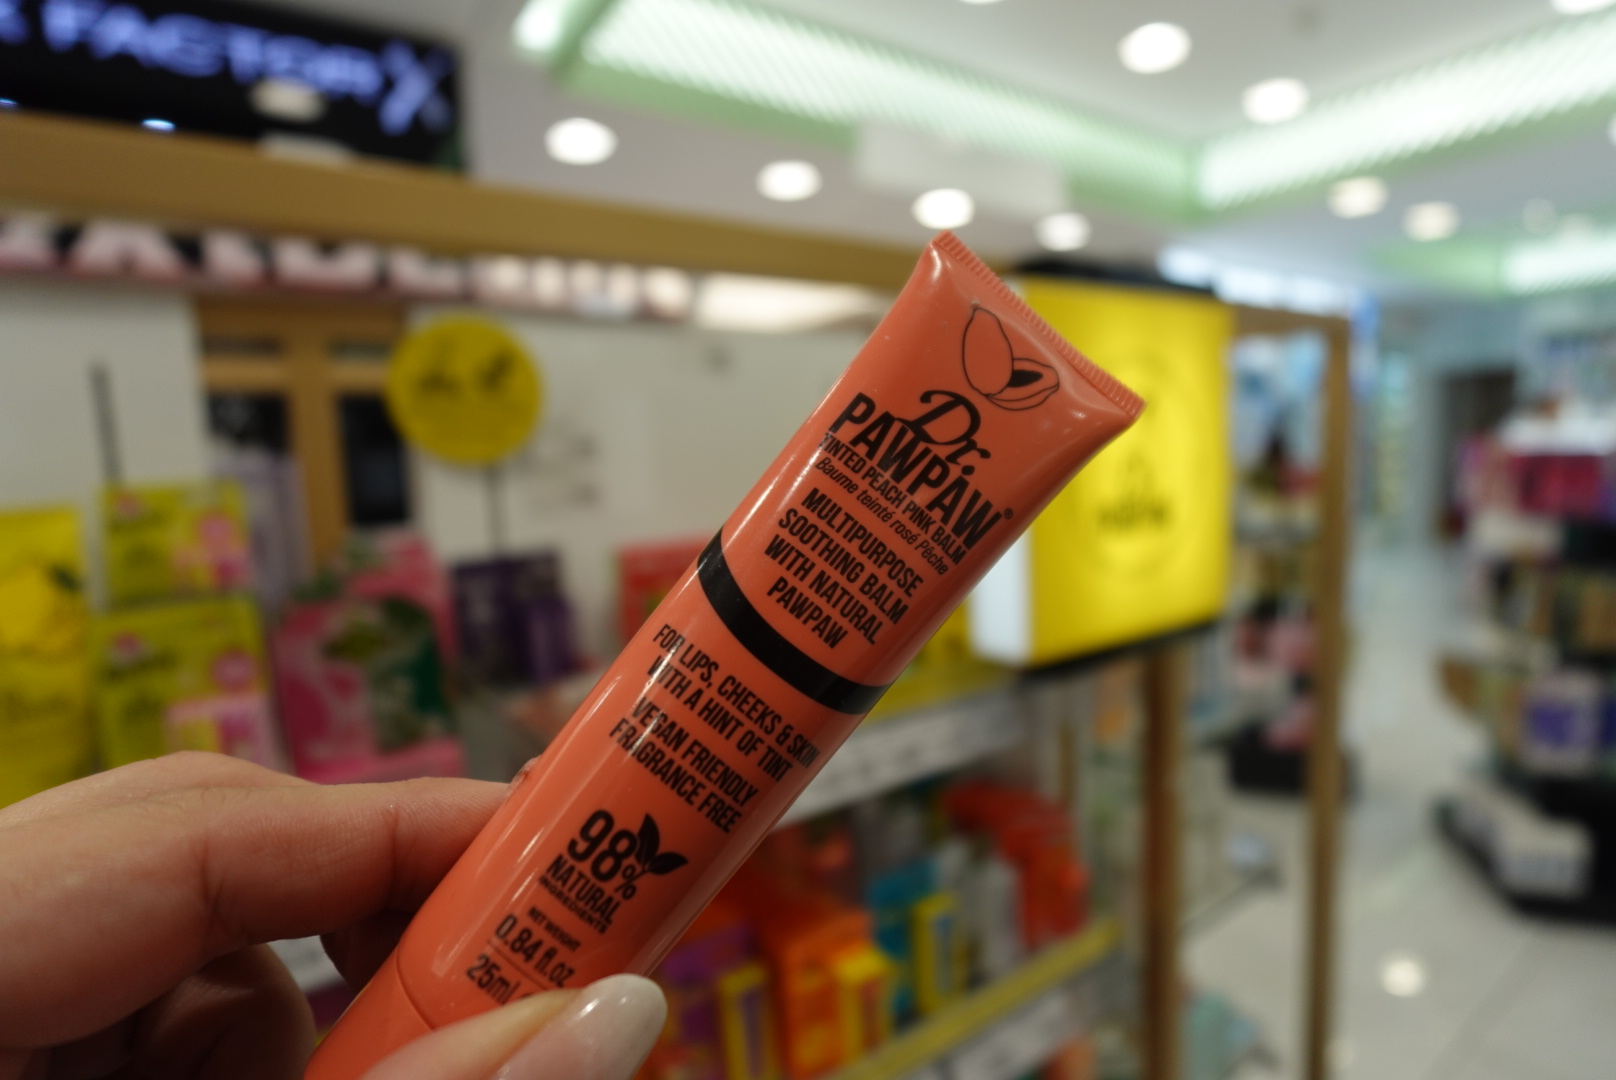 FACTOR X
Dr.
PAWPAW®
TINTED PEACH PINK BALM
Baume teinté rosé Pêche
MULTIPURPOSE
SOOTHING BALM
WITH NATURAL
PAWPAW
FOR LIPS, CHEEKS & SKIN
WITH A HINT OF TINT
VEGAN FRIENDLY
FRAGRANCE FREE
98%
NATURAL
INGREDIENTS
NET WEIGHT
0.84 fl.oz
25ml